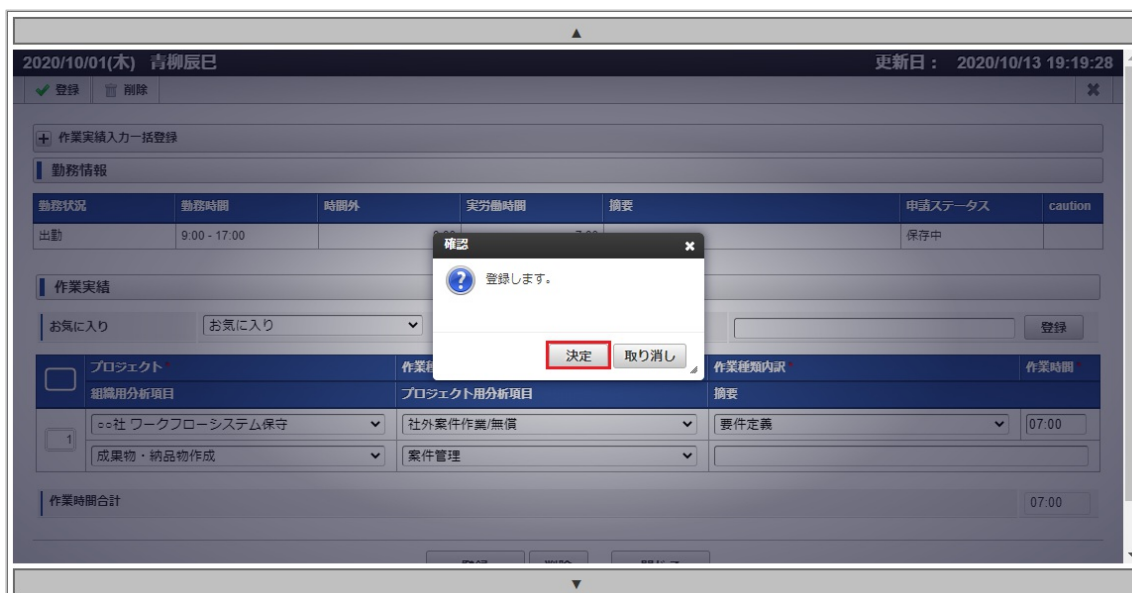 ▲
2020/10/01(木) 青柳辰巳 更新日： 2020/10/13 19:19:28
登録 削除
作業実績入力一括登録
勤務情報
勤務状況 勤務時間 時間外 実労働時間 摘要 申請ステータス caution
出勤 9:00 - 17:00 保存中
確認
登録します。
決定 取り消し
作業実績
お気に入り お気に入り 登録
プロジェクト* 作業種類内訳* 作業時間*
組織用分析項目 プロジェクト用分析項目 摘要
1 ○○社 ワークフローシステム保守 社外案件作業/無償 要件定義 07:00
成果物・納品物作成 案件管理
作業時間合計 07:00
▼